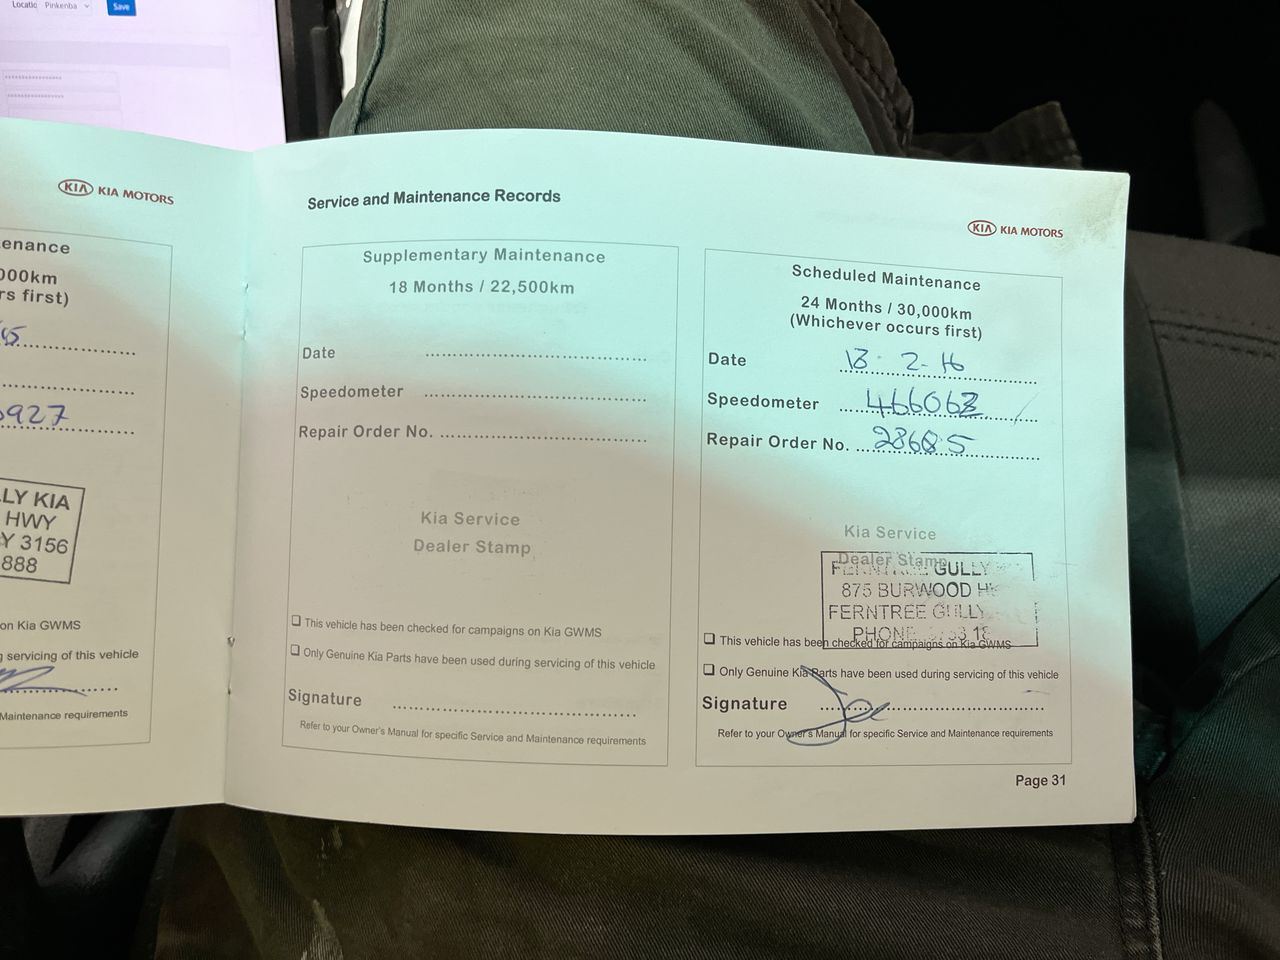 Locatio Pinkenba Save
KIA KIA MOTORS
enance
000km
rs first)
927
LY KIA
HWY
Y 3156
888
on Kia GWMS
g servicing of this vehicle
Maintenance requirements
Service and Maintenance Records
Supplementary Maintenance
18 Months / 22,500km
Date
Speedometer
Repair Order No.
Kia Service
Dealer Stamp
This vehicle has been checked for campaigns on Kia GWMS
Only Genuine Kia Parts have been used during servicing of this vehicle
Signature
Refer to your Owner's Manual for specific Service and Maintenance requirements
KIA KIA MOTORS
Scheduled Maintenance
24 Months / 30,000km
(Whichever occurs first)
Date 18-2-16
Speedometer
Repair Order No. 28685
Kia Service
Dealer Stamp
FERNTREE GULLY
875 BURWOOD H
FERNTREE GULLY
PHONE
This vehicle has been checked for campaigns on Kia GWMS
Only Genuine Kia Parts have been used during servicing of this vehicle
Signature
Refer to your Owner's Manual for specific Service and Maintenance requirements
Page 31